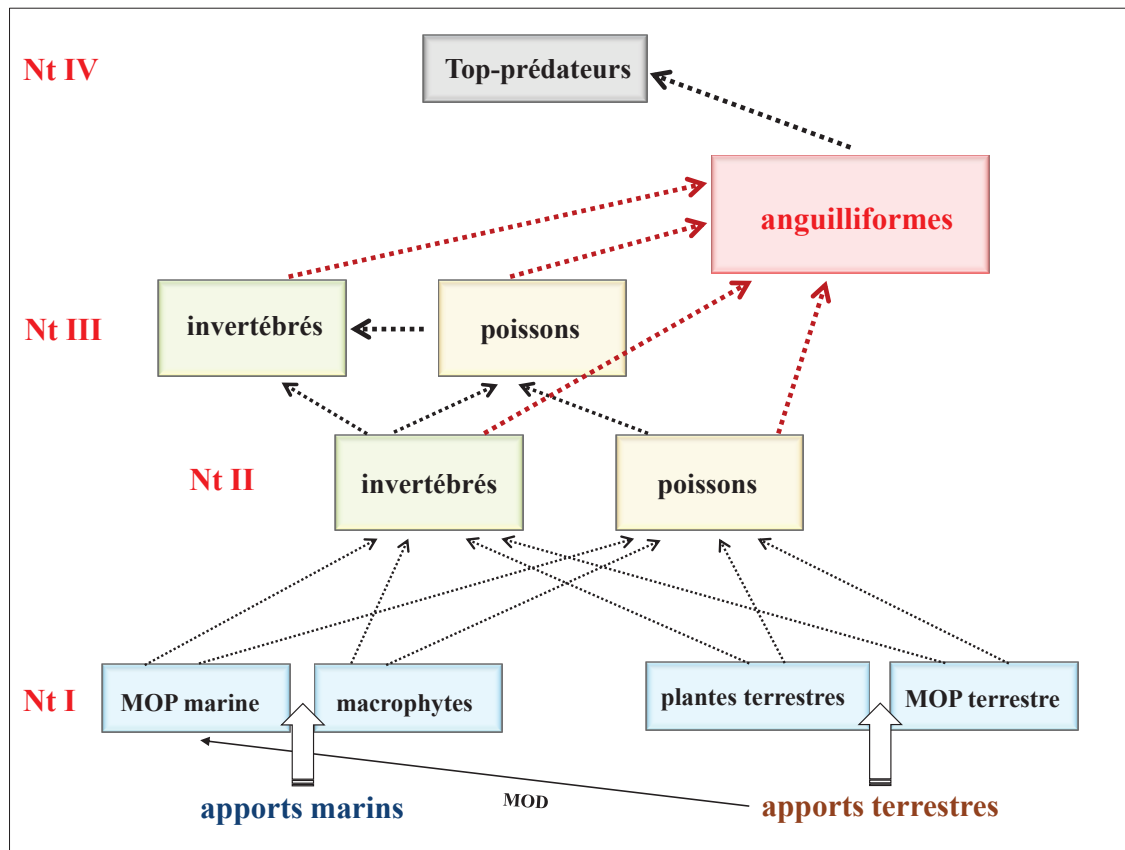 Nt IV
Top-prédateurs
anguilliformes
Nt III
invertébrés
poissons
Nt II
invertébrés
poissons
Nt I
MOP marine
macrophytes
plantes terrestres
MOP terrestre
apports marins
MOD
apports terrestres